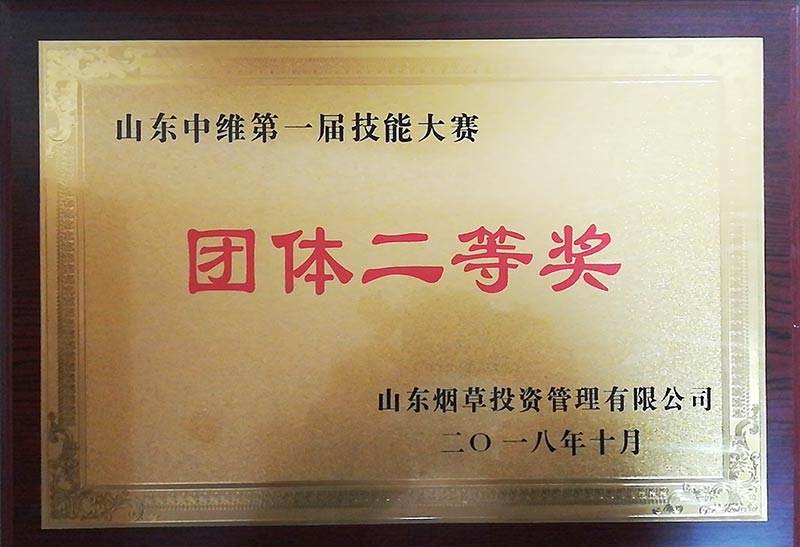 山东中维第一届技能大赛
团体二等奖
山东烟草投资管理有限公司
二〇一八年十月